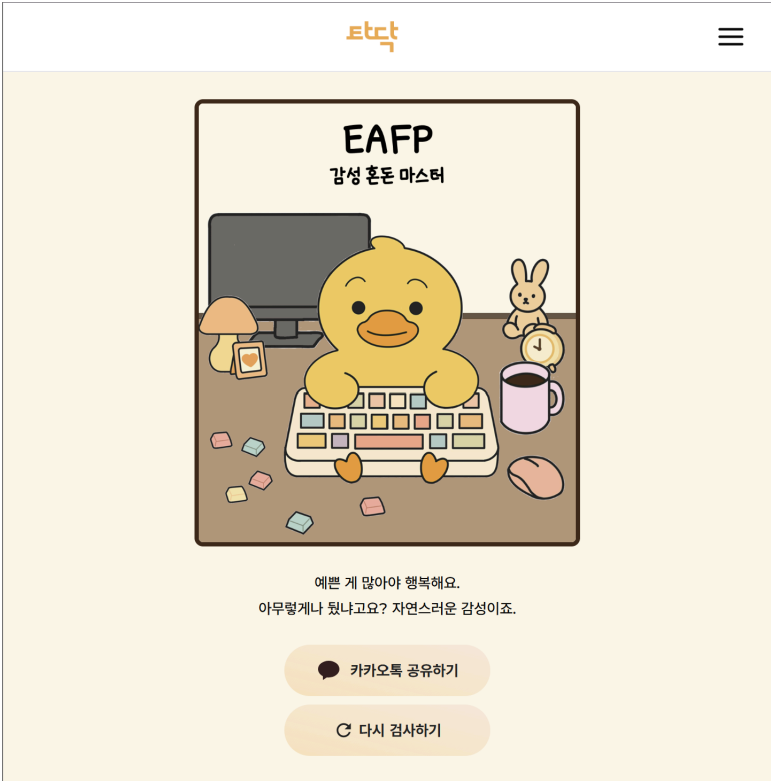 타닥
EAFP
감성 혼돈 마스터
예쁜 게 많아야 행복해요.
아무렇게나 뒀냐고요? 자연스러운 감성이죠.
카카오톡 공유하기
다시 검사하기